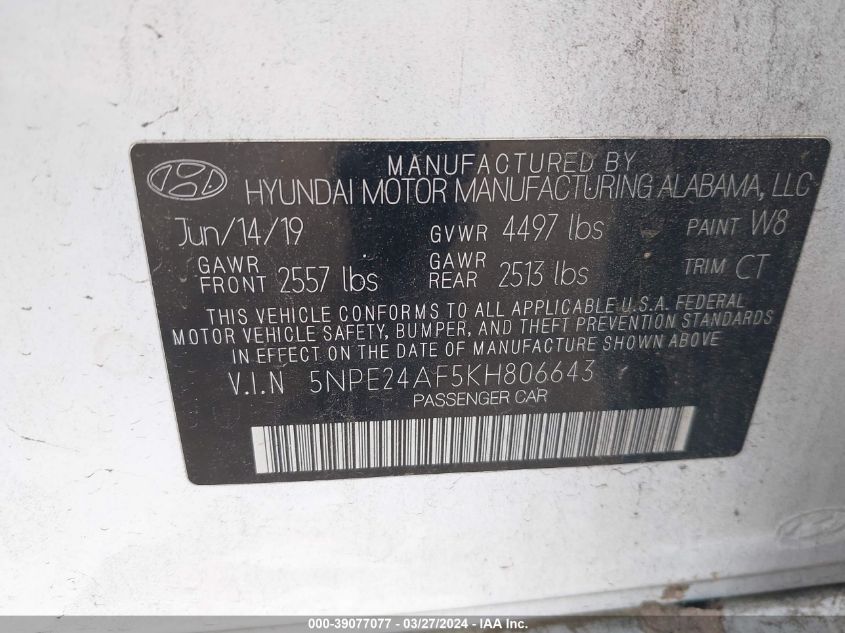 MANUFACTURED BY
HYUNDAI MOTOR MANUFACTURING ALABAMA, LLC
Jun/14/19 GVWR 4497 lbs PAINT W8
GAWR FRONT 2557 lbs GAWR REAR 2513 lbs TRIM CT
THIS VEHICLE CONFORMS TO ALL APPLICABLE U.S.A. FEDERAL
MOTOR VEHICLE SAFETY, BUMPER, AND THEFT PREVENTION STANDARDS
IN EFFECT ON THE DATE OF MANUFACTURE SHOWN ABOVE
V.I.N 5NPE24AF5KH806643
PASSENGER CAR
000-39077077 - 03/27/2024 - IAA Inc.